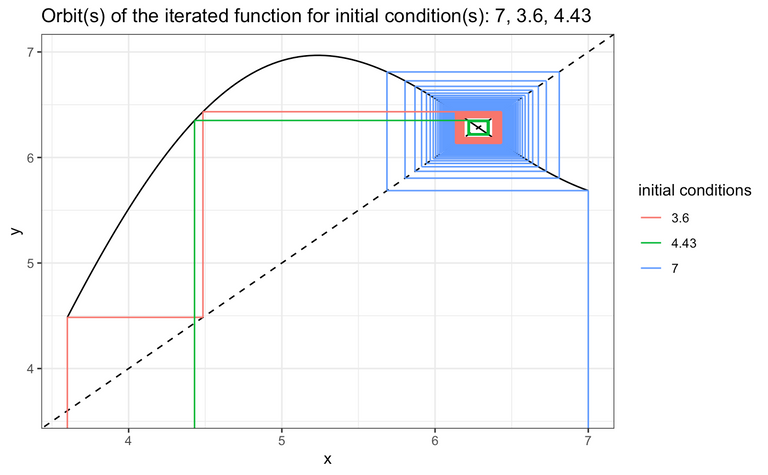 Orbit(s) of the iterated function for initial condition(s): 7, 3.6, 4.43
7
6
5
4
y
4 5 6 7
x
initial conditions
3.6
4.43
7